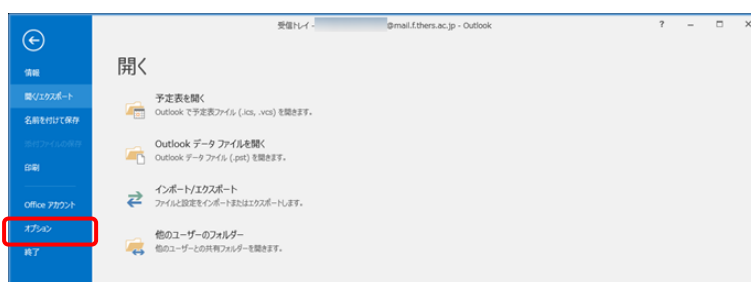 受信トレイ - @mail.f.thers.ac.jp - Outlook
?
情報
開く/エクスポート
名前を付けて保存
添付ファイルの保存
印刷
Office アカウント
オプション
終了
開く
予定表を開く
Outlook で予定表ファイル (.ics, .vcs) を開きます。
Outlook データ ファイルを開く
Outlook データ ファイル (.pst) を開きます。
インポート/エクスポート
ファイルと設定をインポートまたはエクスポートします。
他のユーザーのフォルダー
他のユーザーとの共有フォルダーを開きます。